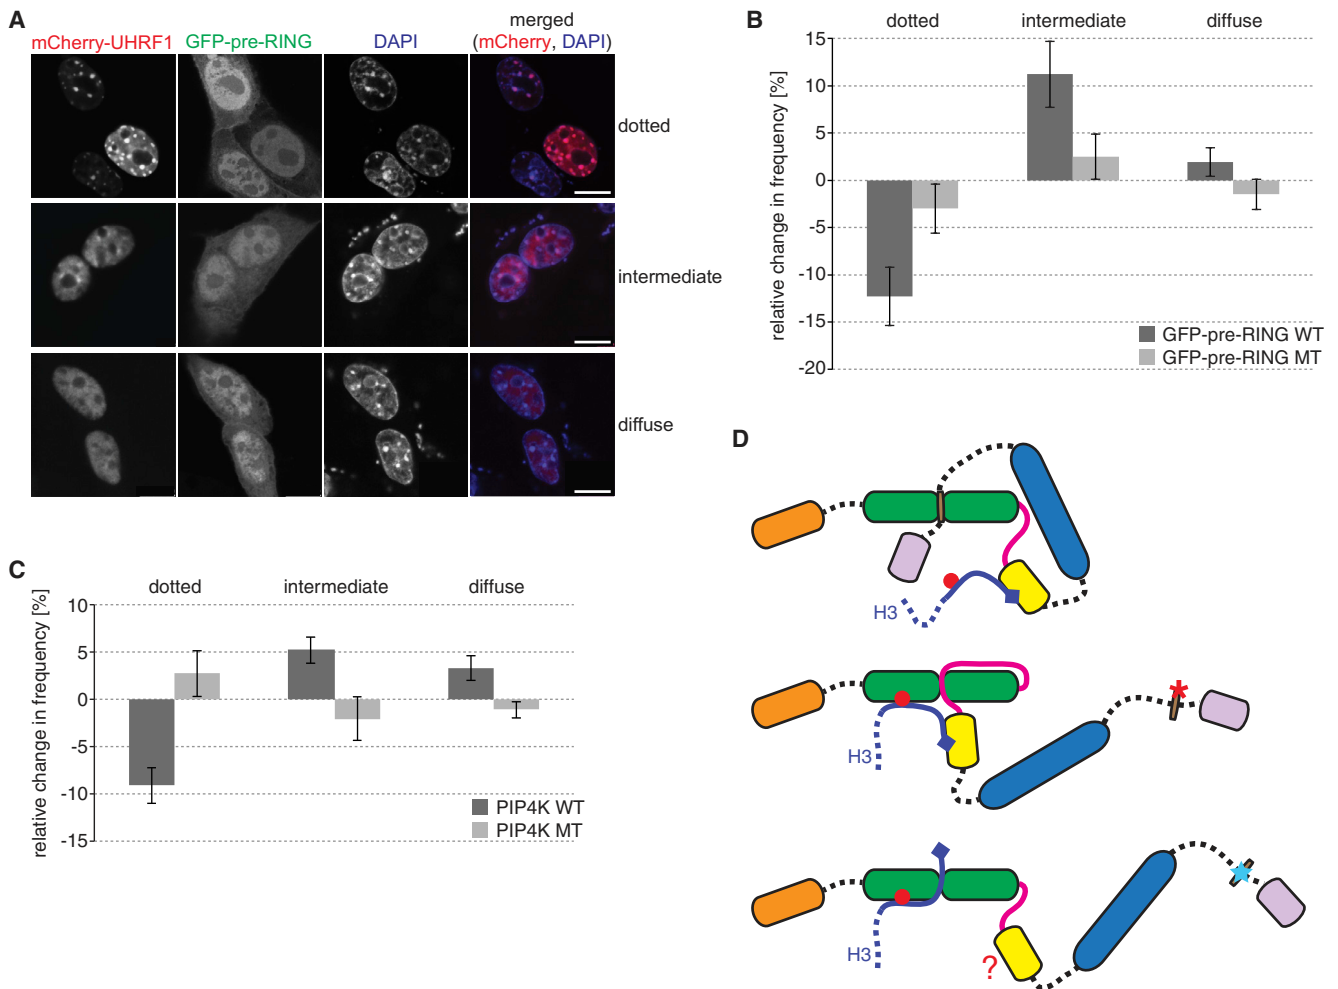 A
mCherry-UHRF1 GFP-pre-RING DAPI merged
(mCherry, DAPI)
dotted
intermediate
diffuse
B
dotted intermediate diffuse
relative change in frequency [%]
15
10
5
0
-5
-10
-15
-20
GFP-pre-RING WT
GFP-pre-RING MT
C
dotted intermediate diffuse
relative change in frequency [%]
10
5
0
-5
-10
-15
PIP4K WT
PIP4K MT
D
H3
*
H3
H3
?